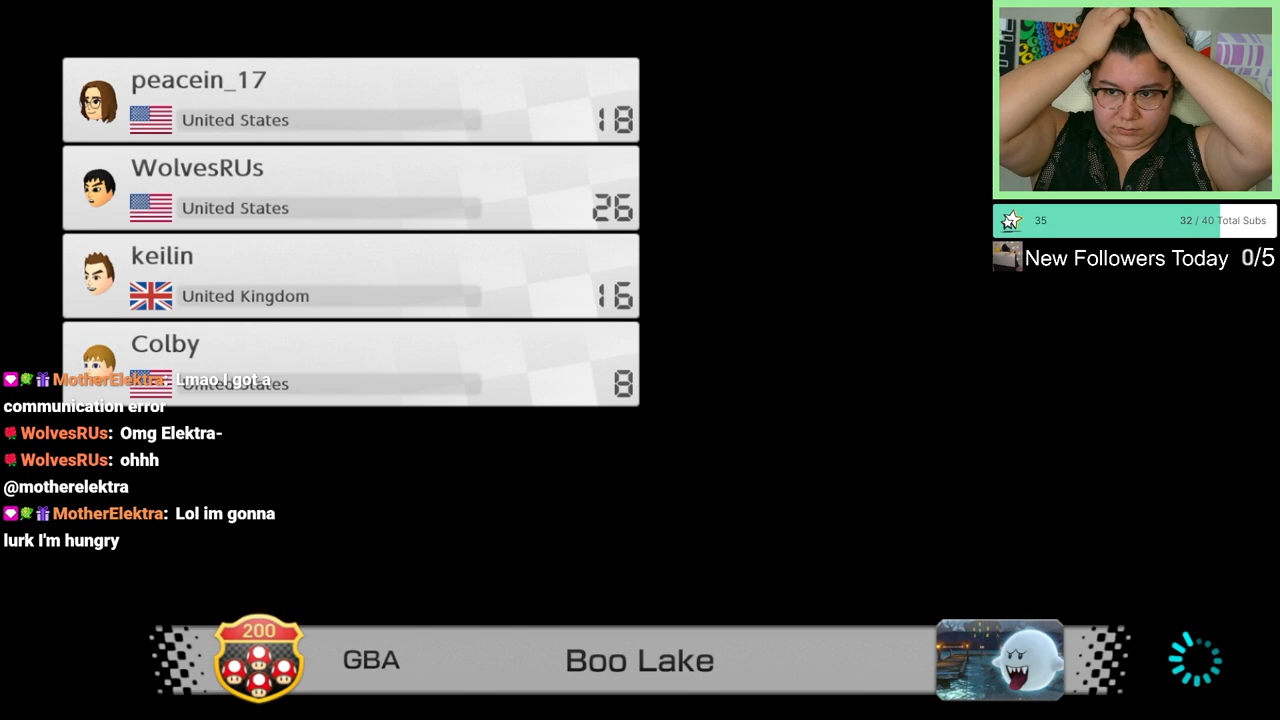 peacein_17
United States
18
WolvesRUs
United States
26
keilin
United Kingdom
16
Colby
United States
8
MotherElektra: Lmao I got a
communication error
WolvesRUs: Omg Elektra-
WolvesRUs: ohhh
@motherelektra
MotherElektra: Lol im gonna
lurk I'm hungry
35
32 / 40 Total Subs
New Followers Today 0/5
200
GBA
Boo Lake